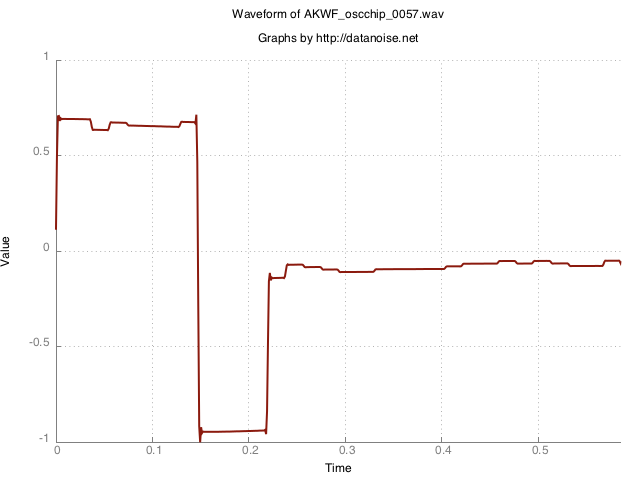 Waveform of AKWF_oscchip_0057.wav
Graphs by http://datanoise.net
1
0.5
0
-0.5
-1
Value
0 0.1 0.2 0.3 0.4 0.5
Time